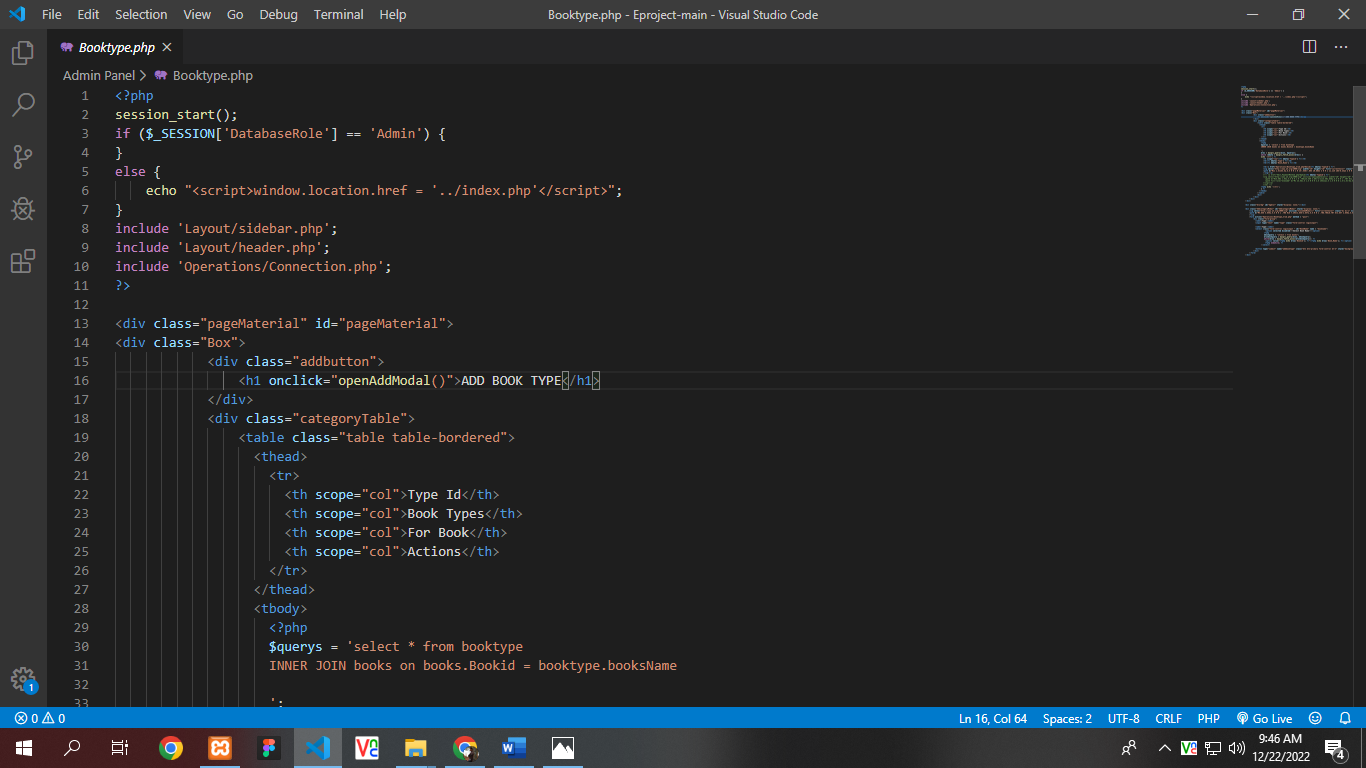 File Edit Selection View Go Debug Terminal Help Booktype.php - Eproject-main - Visual Studio Code
Booktype.php
Admin Panel Booktype.php
1 <?php
2 session_start();
3 if ($_SESSION['DatabaseRole'] == 'Admin') {
4 }
5 else {
6 echo "<script>window.location.href = '../index.php'</script>";
7 }
8 include 'Layout/sidebar.php';
9 include 'Layout/header.php';
10 include 'Operations/Connection.php';
11 ?>
12
13 <div class="pageMaterial" id="pageMaterial">
14 <div class="Box">
15 <div class="addbutton">
16 <h1 onclick="openAddModal()">ADD BOOK TYPE</h1>
17 </div>
18 <div class="categoryTable">
19 <table class="table table-bordered">
20 <thead>
21 <tr>
22 <th scope="col">Type Id</th>
23 <th scope="col">Book Types</th>
24 <th scope="col">For Book</th>
25 <th scope="col">Actions</th>
26 </tr>
27 </thead>
28 <tbody>
29 <?php
30 $querys = 'select * from booktype
31 INNER JOIN books on books.Bookid = booktype.booksName
32
33 ';
1
0 0 Ln 16, Col 64 Spaces: 2 UTF-8 CRLF PHP Go Live
9:46 AM
12/22/2022
4